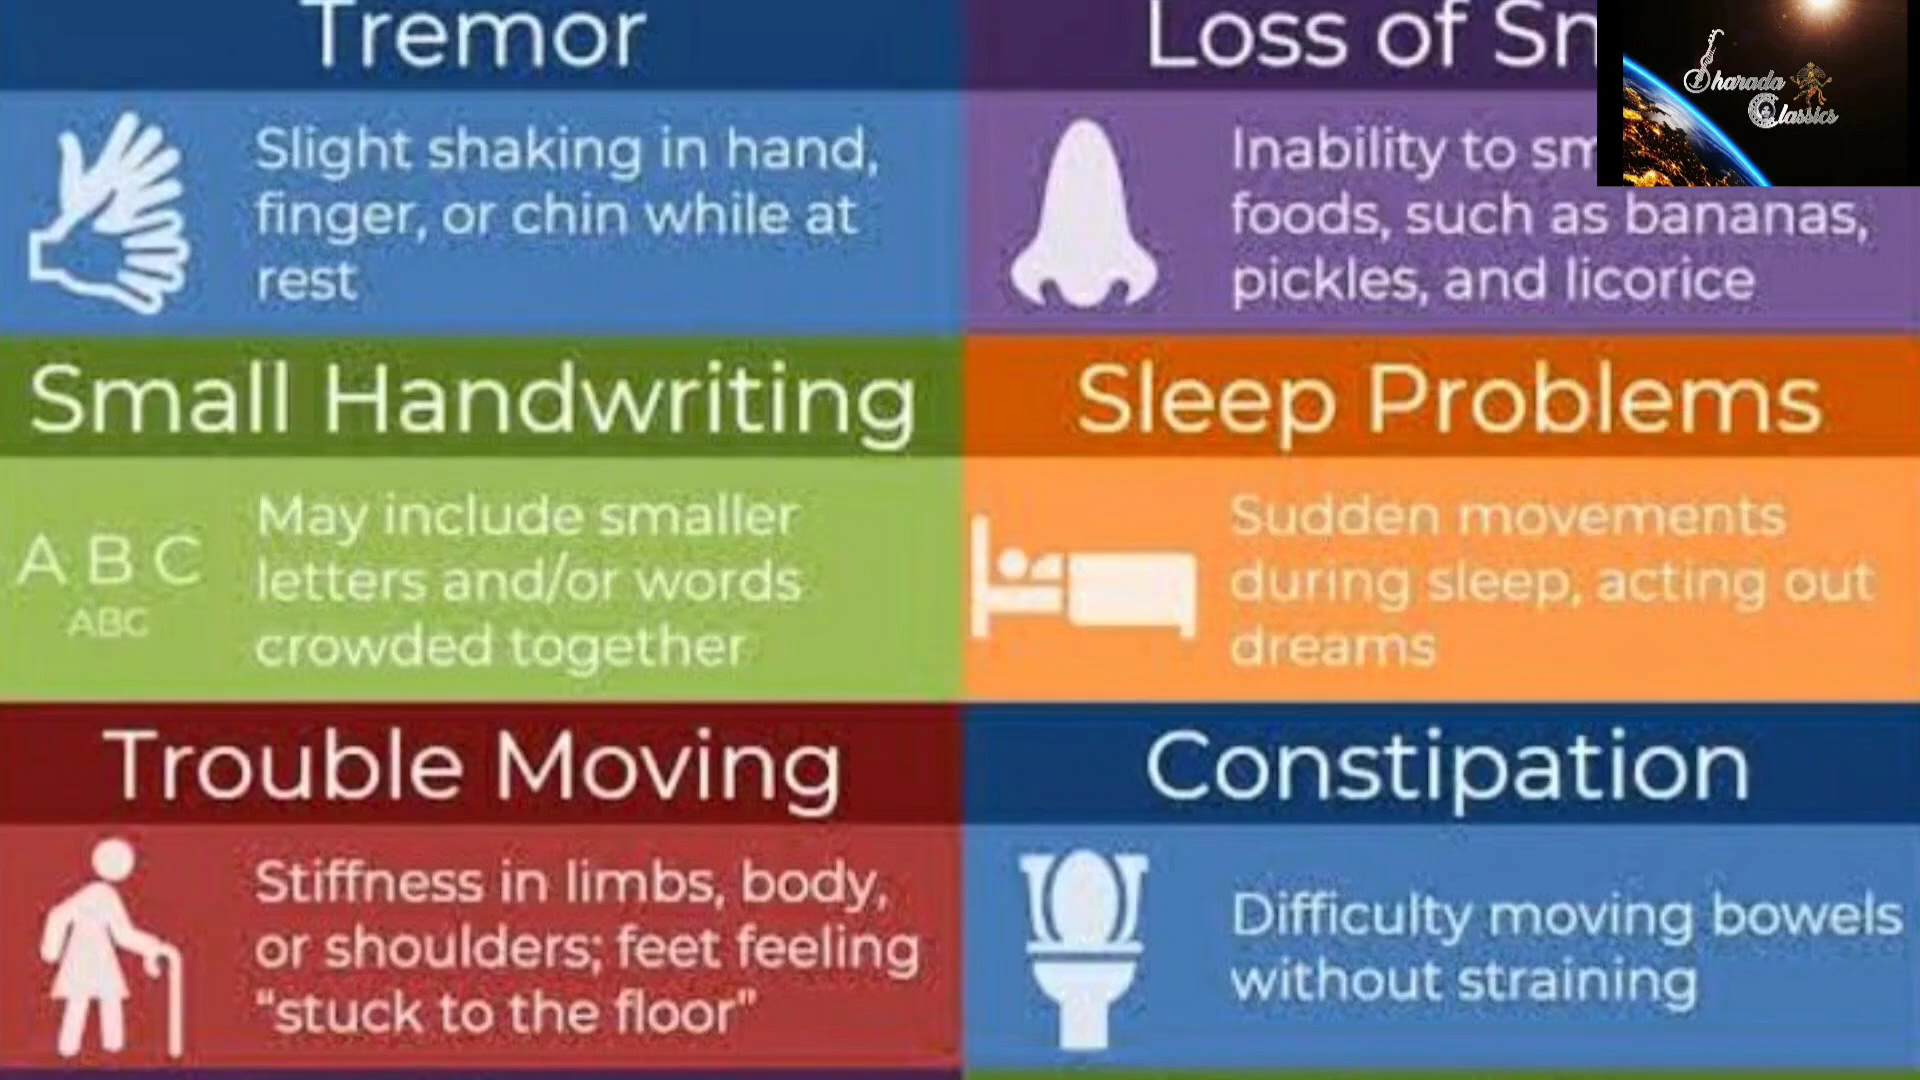 Tremor
Slight shaking in hand,
finger, or chin while at
rest
Loss of
Inability to
foods, such as bananas,
pickles, and licorice
Sharada
Classics
Small Handwriting
A B C
ABC
May include smaller
letters and/or words
crowded together
Sleep Problems
Sudden movements
during sleep, acting out
dreams
Trouble Moving
Stiffness in limbs, body,
or shoulders; feet feeling
“stuck to the floor”
Constipation
Difficulty moving bowels
without straining